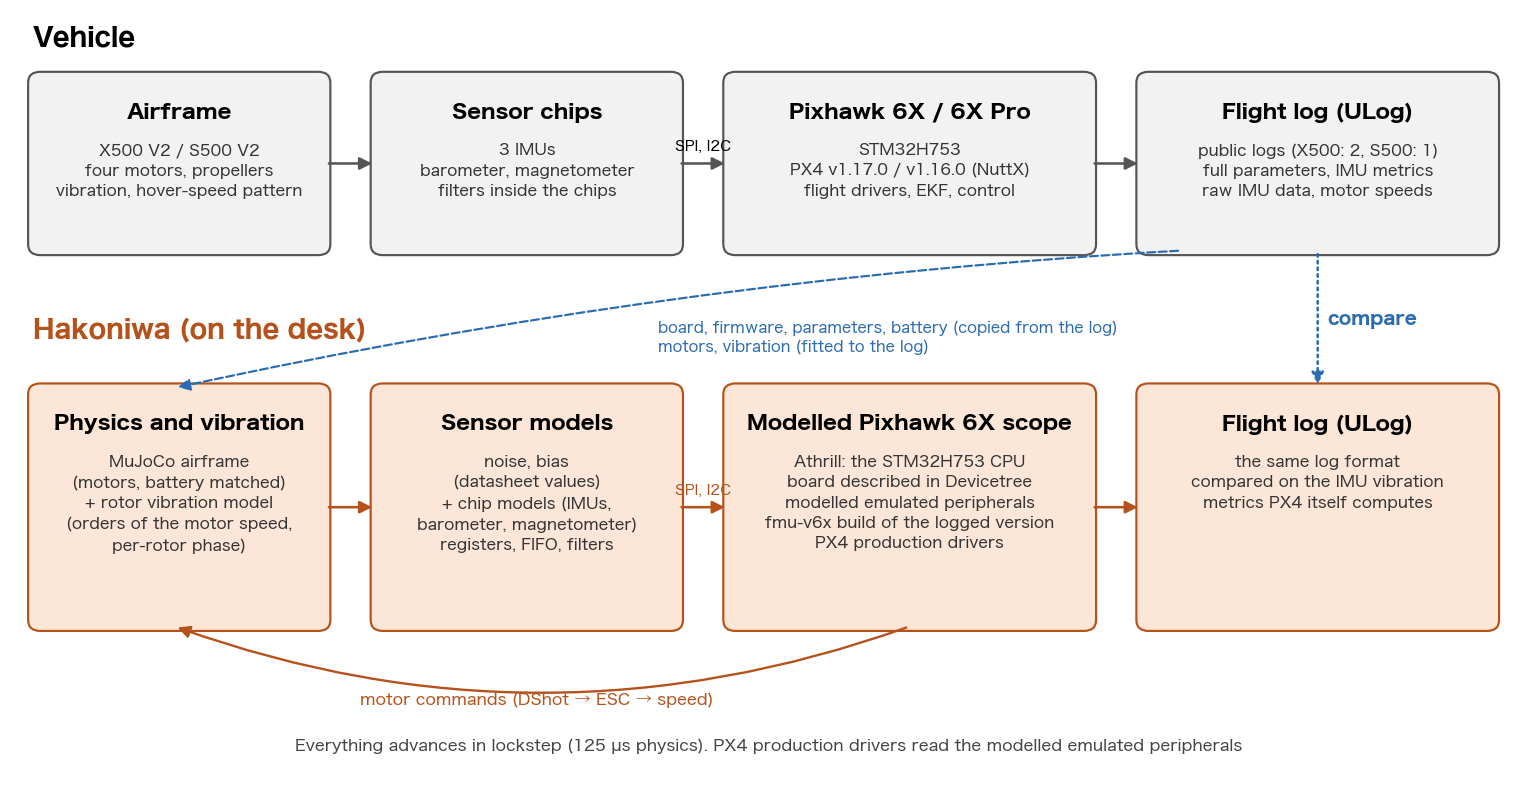 Vehicle
Airframe
X500 V2 / S500 V2
four motors, propellers
vibration, hover-speed pattern
Sensor chips
3 IMUs
barometer, magnetometer
filters inside the chips
SPI, I2C
Pixhawk 6X / 6X Pro
STM32H753
PX4 v1.17.0 / v1.16.0 (NuttX)
flight drivers, EKF, control
Flight log (ULog)
public logs (X500: 2, S500: 1)
full parameters, IMU metrics
raw IMU data, motor speeds
Hakoniwa (on the desk)
board, firmware, parameters, battery (copied from the log)
motors, vibration (fitted to the log)
compare
Physics and vibration
MuJoCo airframe
(motors, battery matched)
+ rotor vibration model
(orders of the motor speed,
per-rotor phase)
Sensor models
noise, bias
(datasheet values)
+ chip models (IMUs,
barometer, magnetometer)
registers, FIFO, filters
SPI, I2C
Modelled Pixhawk 6X scope
Athrill: the STM32H753 CPU
board described in Devicetree
modelled emulated peripherals
fmu-v6x build of the logged version
PX4 production drivers
Flight log (ULog)
the same log format
compared on the IMU vibration
metrics PX4 itself computes
motor commands (DShot → ESC → speed)
Everything advances in lockstep (125 µs physics). PX4 production drivers read the modelled emulated peripherals